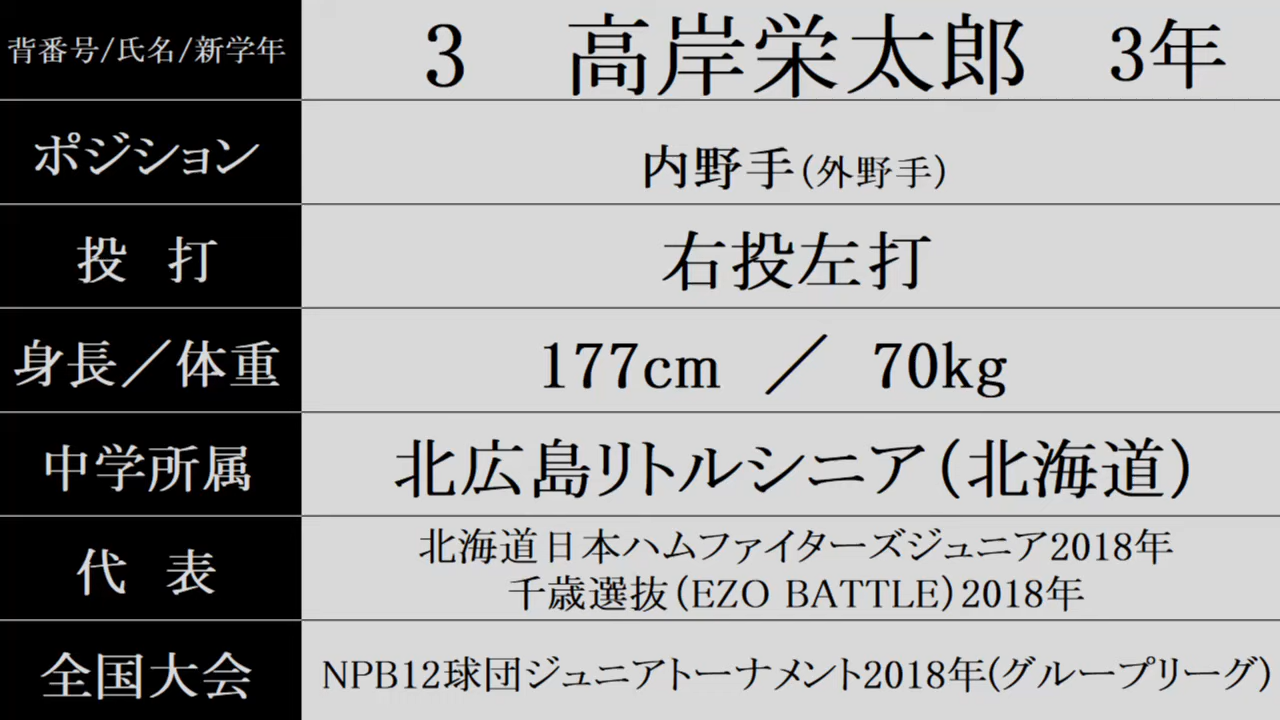 背番号/氏名/新学年 3 高岸栄太郎 3年
ポジション 内野手(外野手)
投 打 右投左打
身長／体重 177cm ／ 70kg
中学所属 北広島リトルシニア(北海道)
代 表 北海道日本ハムファイターズジュニア2018年
千歳選抜(EZO BATTLE)2018年
全国大会 NPB12球団ジュニアトーナメント2018年(グループリーグ)